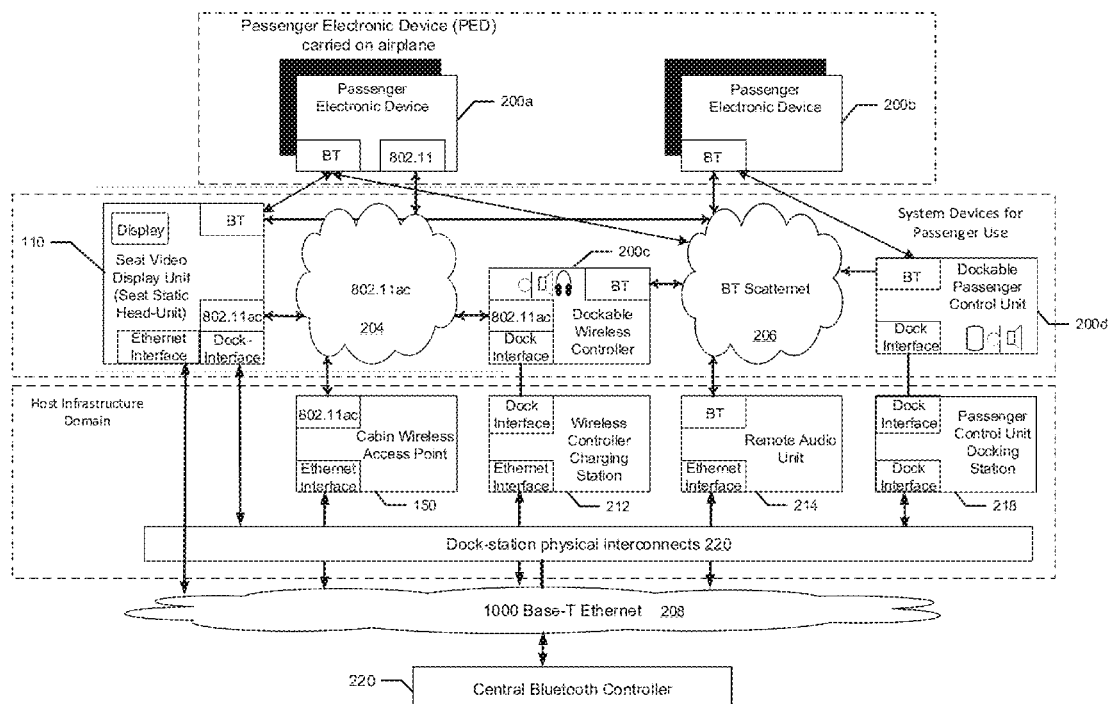 Passenger Electronic Device (PED)
carried on airplane
Passenger
Electronic Device
200a
BT
802.11
Passenger
Electronic Device
200b
BT
110
Display
BT
Seat Video
Display Unit
(Seat Static
Head-Unit)
802.11ac
Ethernet
Interface
Dock-
Interface
802.11ac
204
200c
BT
802.11ac
Dock
Interface
Dockable
Wireless
Controller
BT Scatternet
206
System Devices for
Passenger Use
BT
Dockable
Passenger
Control Unit
Dock
Interface
200d
Host Infrastructure
Domain
802.11ac
Cabin Wireless
Access Point
Ethernet
Interface
150
Dock
Interface
Wireless
Controller
Charging
Station
Ethernet
Interface
212
BT
Remote Audio
Unit
Ethernet
Interface
214
Dock
Interface
Passenger
Control Unit
Docking
Station
Dock
Interface
218
Dock-station physical interconnects 220
1000 Base-T Ethernet 208
220
Central Bluetooth Controller